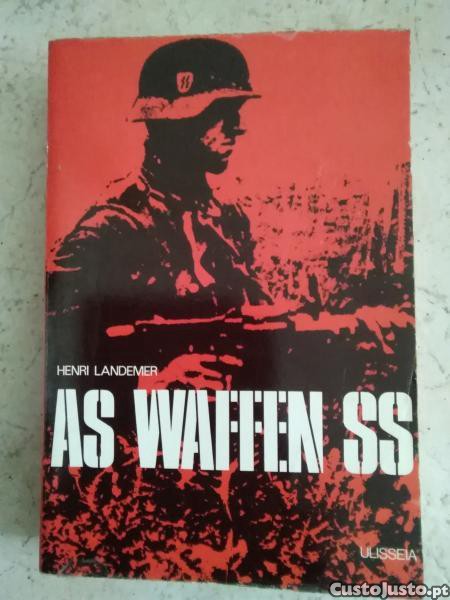 HENRI LANDEMER
AS WAFFEN SS
ULISSEIA
CustoJusto.pt